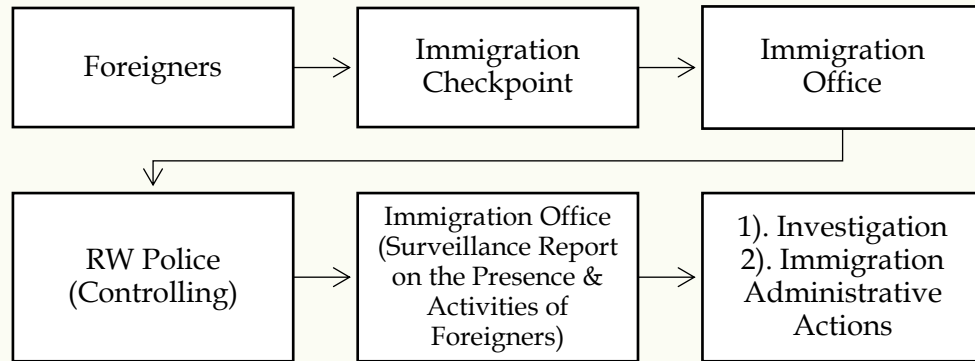 Foreigners
Immigration
Checkpoint
Immigration
Office
RW Police
(Controlling)
Immigration Office
(Surveillance Report
on the Presence &
Activities of
Foreigners)
1). Investigation
2). Immigration
Administrative
Actions